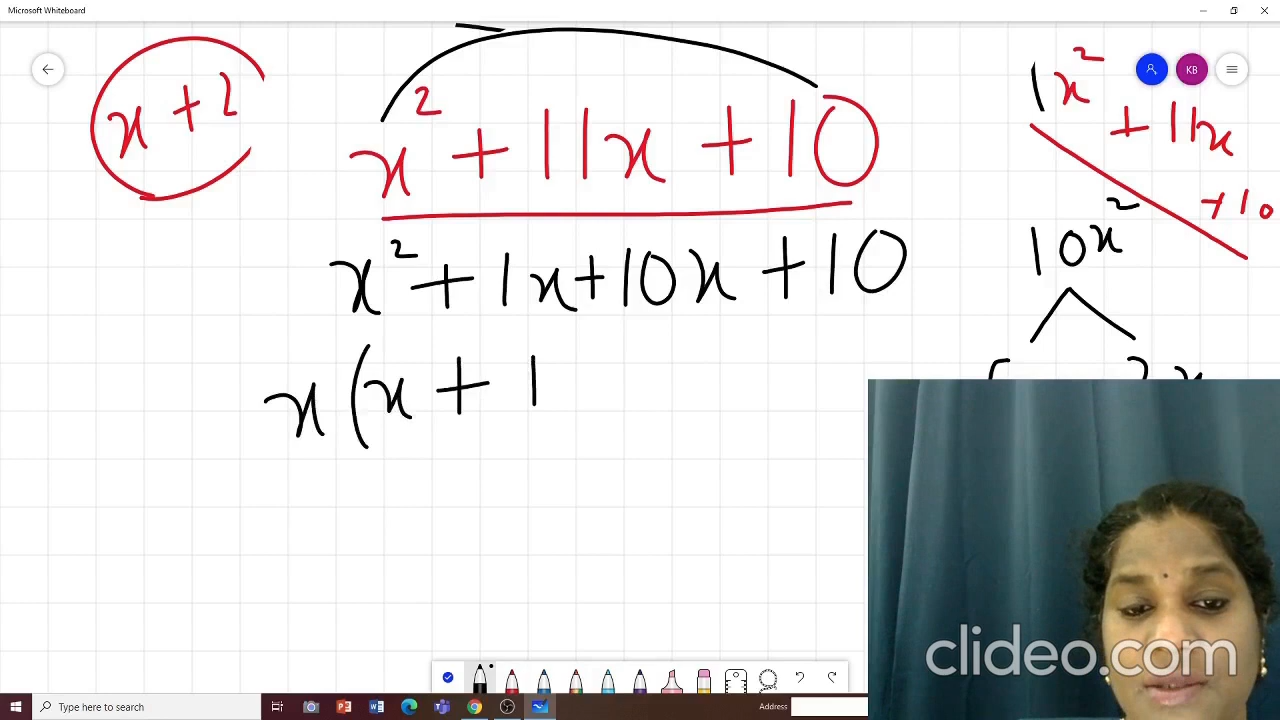 Microsoft Whiteboard
x + 2
x² + 11x + 10
x² + 1x + 10x + 10
x (x + 1
1x²
+ 11x
+ 10
10x²
KB
clideo.com
Type here to search
Address